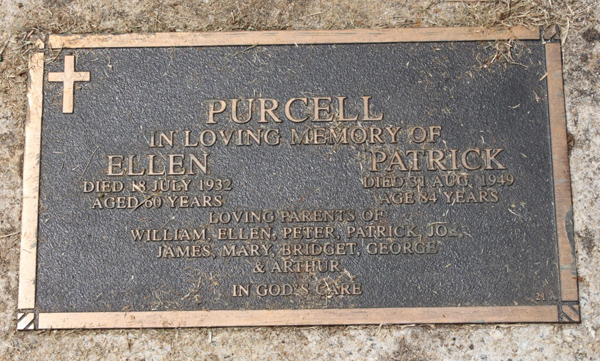 PURCELL
IN LOVING MEMORY OF
ELLEN PATRICK
DIED 18 JULY 1932 DIED 31 AUG. 1949
AGED 60 YEARS AGE 84 YEARS
LOVING PARENTS OF
WILLIAM, ELLEN, PETER, PATRICK, JOE,
JAMES, MARY, BRIDGET, GEORGE
& ARTHUR
IN GOD'S CARE